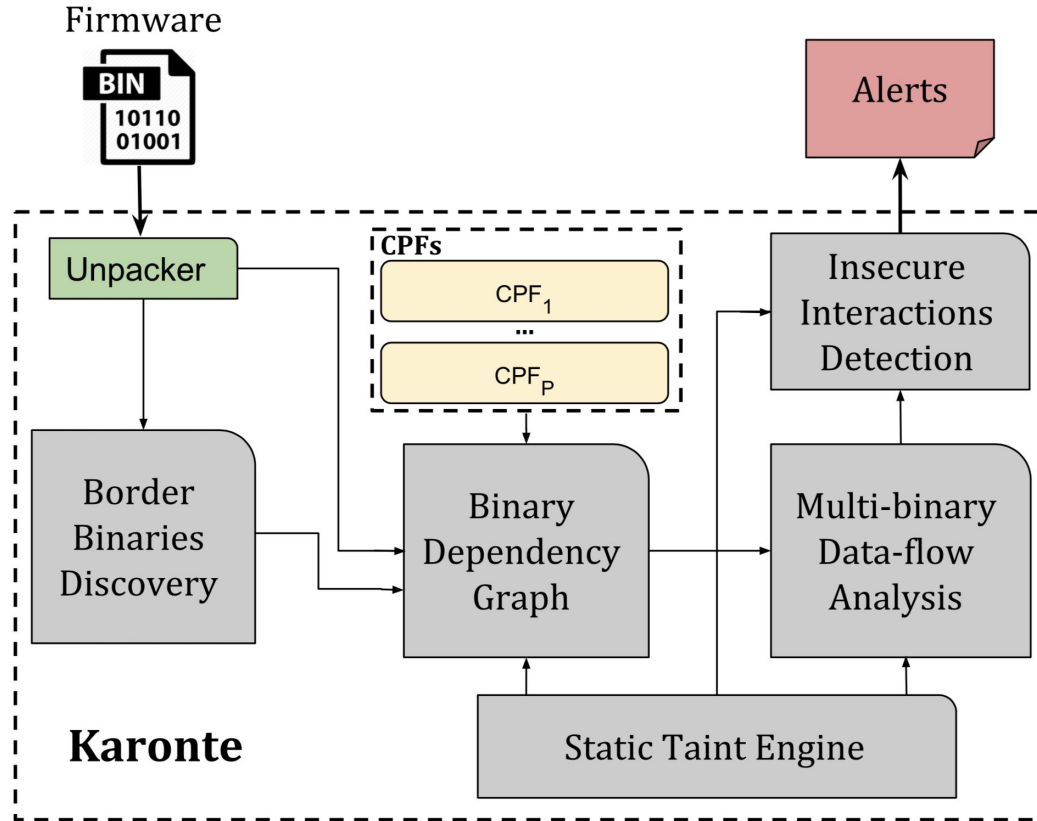 Firmware
BIN
10110
01001
Alerts
Unpacker
CPFs
CPF₁
...
CPFₚ
Insecure
Interactions
Detection
Border
Binaries
Discovery
Binary
Dependency
Graph
Multi-binary
Data-flow
Analysis
Karonte
Static Taint Engine